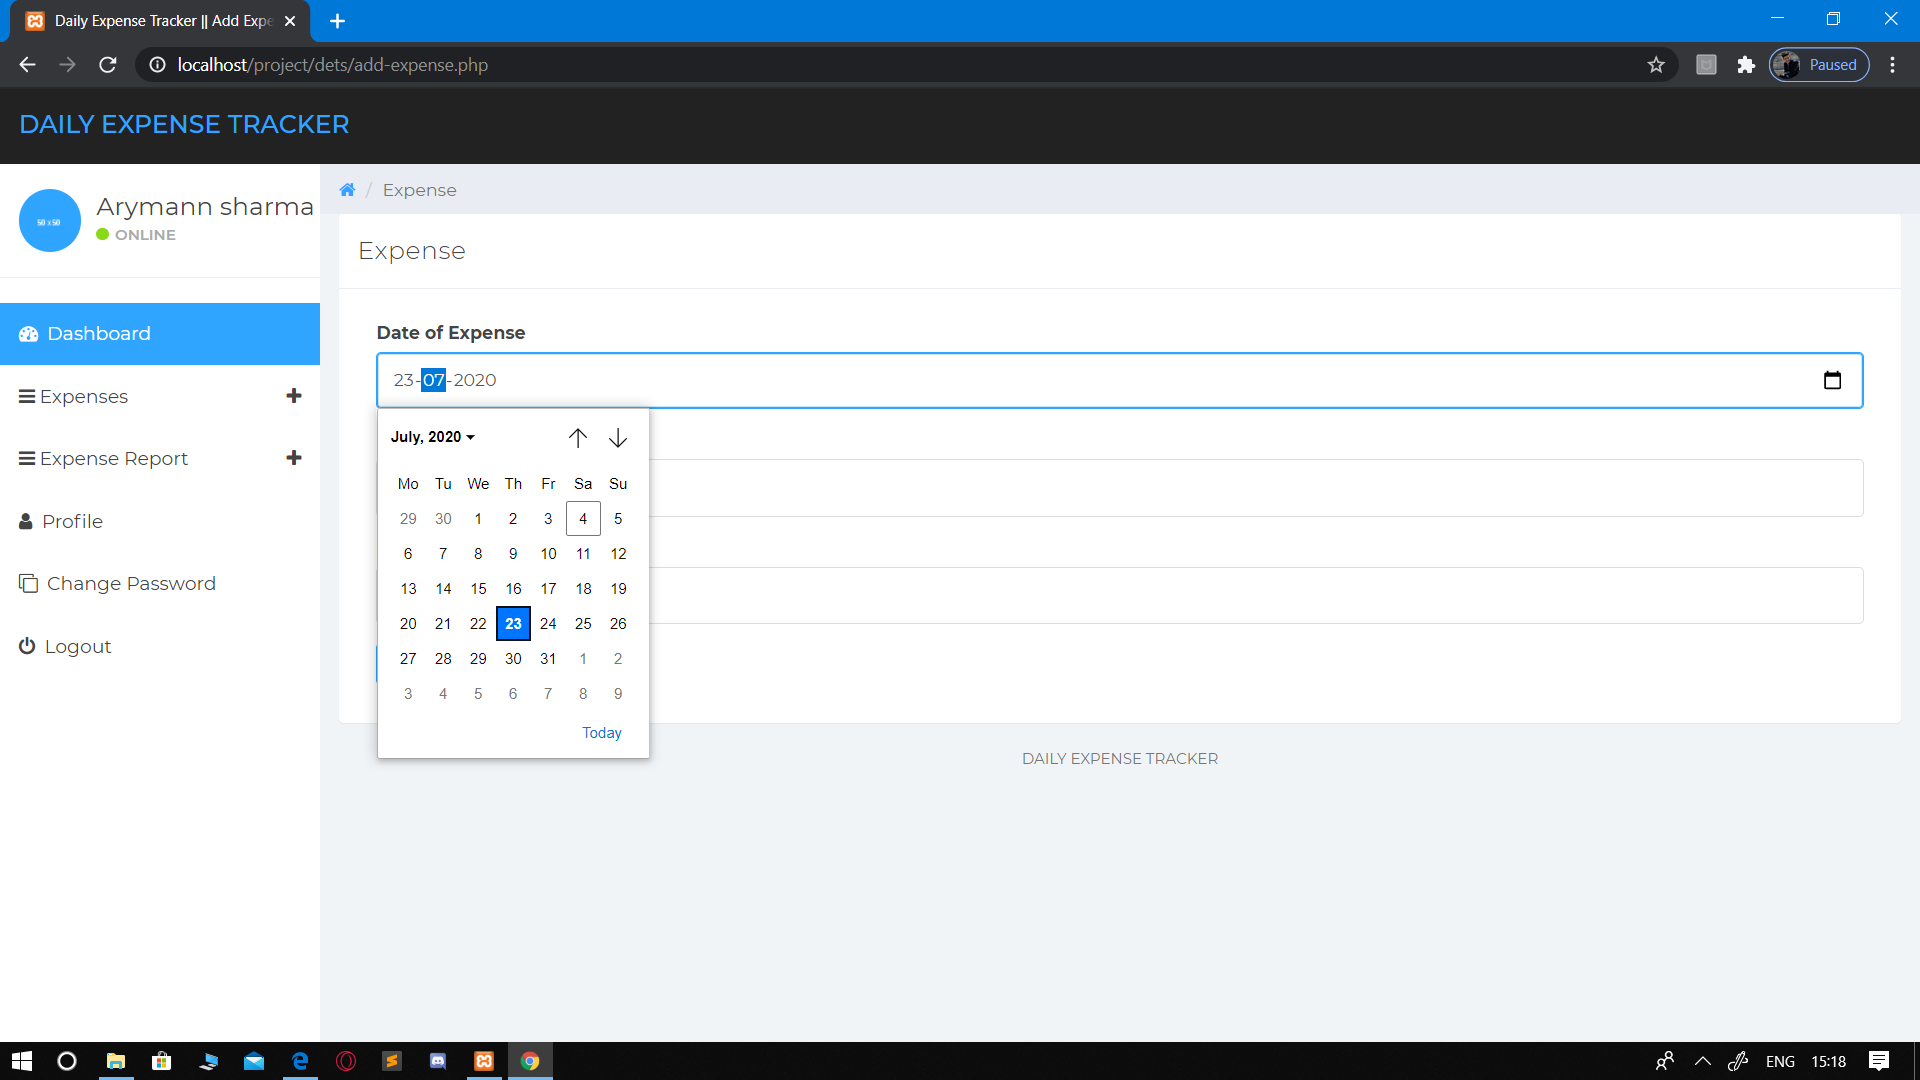 Daily Expense Tracker || Add Expe
localhost/project/dets/add-expense.php
Paused
DAILY EXPENSE TRACKER
50 x 50
Arymann sharma
ONLINE
Dashboard
Expenses
Expense Report
Profile
Change Password
Logout
/ Expense
Expense
Date of Expense
23-07-2020
July, 2020
Mo Tu We Th Fr Sa Su
29 30 1 2 3 4 5
6 7 8 9 10 11 12
13 14 15 16 17 18 19
20 21 22 23 24 25 26
27 28 29 30 31 1 2
3 4 5 6 7 8 9
Today
DAILY EXPENSE TRACKER
ENG 15:18